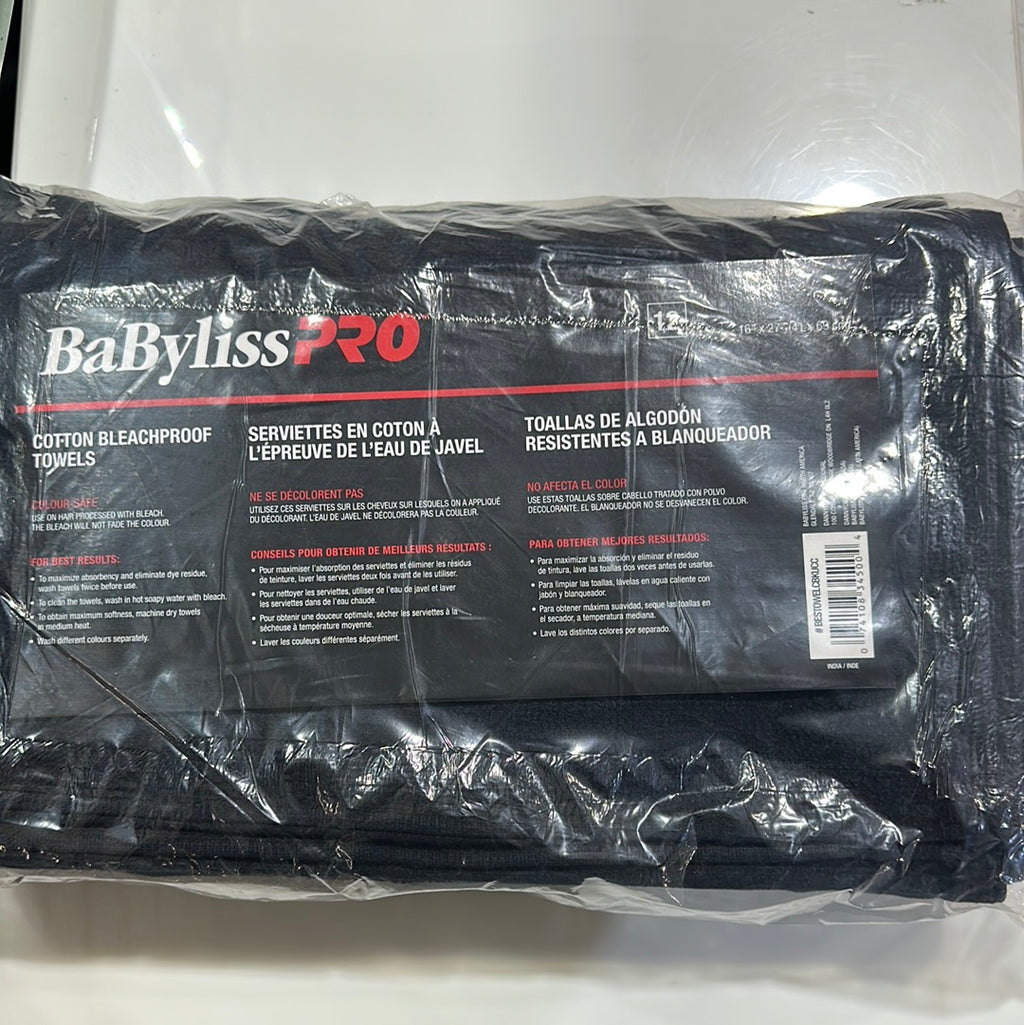 BaBylissPRO
12
COTTON BLEACHPROOF
TOWELS
COLOUR-SAFE
USE ON HAIR PROCESSED WITH BLEACH.
THE BLEACH WILL NOT FADE THE COLOUR.
FOR BEST RESULTS:
• To maximize absorbency and eliminate dye residue,
wash towels twice before use.
• To clean the towels, wash in hot soapy water with bleach.
• To obtain maximum softness, machine dry towels
at medium heat.
• Wash different colours separately.
SERVIETTES EN COTON À
L'ÉPREUVE DE L'EAU DE JAVEL
NE SE DÉCOLORENT PAS
UTILISEZ CES SERVIETTES SUR LES CHEVEUX SUR LESQUELS ON A APPLIQUÉ
DU DÉCOLORANT. L'EAU DE JAVEL NE DÉCOLORERA PAS LA COULEUR.
CONSEILS POUR OBTENIR DE MEILLEURS RÉSULTATS :
• Pour maximiser l'absorption des serviettes et éliminer les résidus
de teinture, laver les serviettes deux fois avant de les utiliser.
• Pour nettoyer les serviettes, utiliser de l'eau de javel et laver
les serviettes dans de l'eau chaude.
• Pour obtenir une douceur optimale, sécher les serviettes à la
sécheuse à température moyenne.
• Laver les couleurs différentes séparément.
TOALLAS DE ALGODÓN
RESISTENTES A BLANQUEADOR
NO AFECTA EL COLOR
USE ESTAS TOALLAS SOBRE CABELLO TRATADO CON POLVO
DECOLORANTE. EL BLANQUEADOR NO SE DESVANECEN EL COLOR.
PARA OBTENER MEJORES RESULTADOS:
• Para maximizar la absorción y eliminar el residuo
de tintura, lave las toallas dos veces antes de usarlas.
• Para limpiar las toallas, lávelas en agua caliente con
jabón y blanqueador.
• Para obtener máxima suavidad, seque las toallas en
el secador, a temperatura mediana.
• Lave los distintos colores por separado.
# BESTOWELCBKUCC
0 74108 34500 4
INDIA / INDE